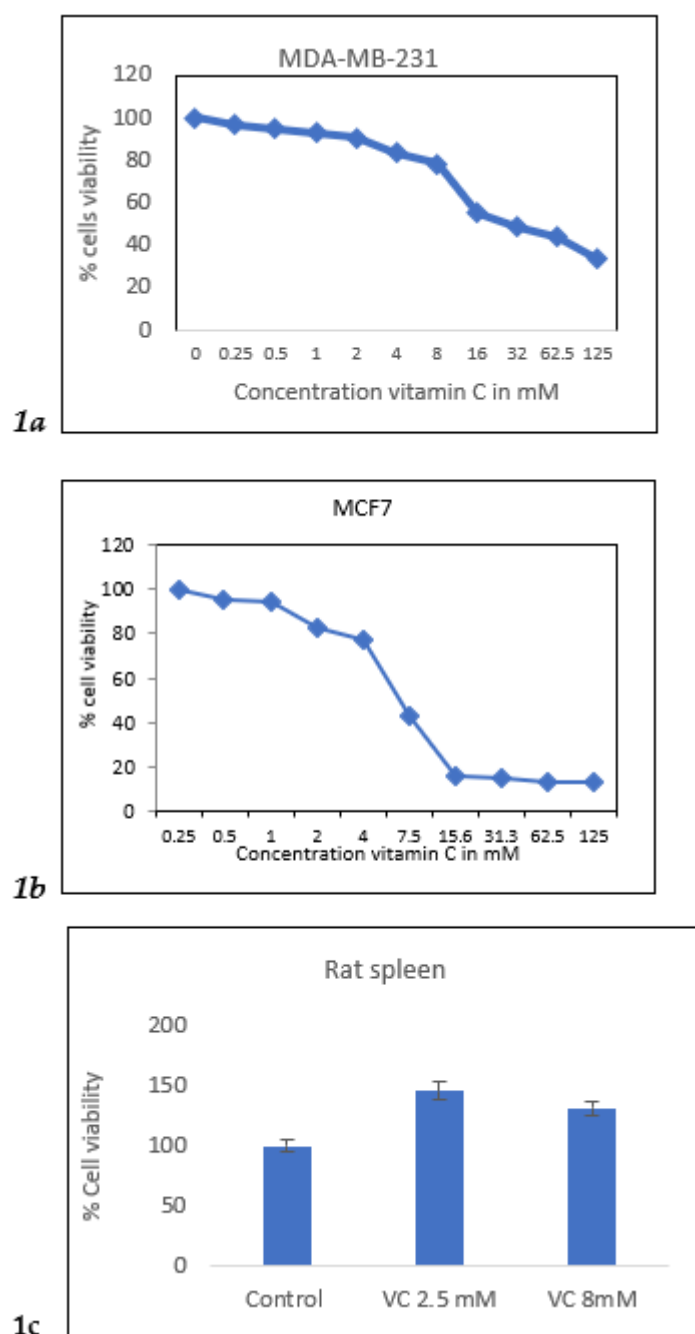 MDA-MB-231
120
100
80
60
40
20
0
% cells viability
0 0.25 0.5 1 2 4 8 16 32 62.5 125
Concentration vitamin C in mM
1a
MCF7
120
100
80
60
40
20
0
% cell viability
0.25 0.5 1 2 4 7.5 15.6 31.3 62.5 125
Concentration vitamin C in mM
1b
Rat spleen
200
150
100
50
0
% Cell viability
Control VC 2.5 mM VC 8mM
1c